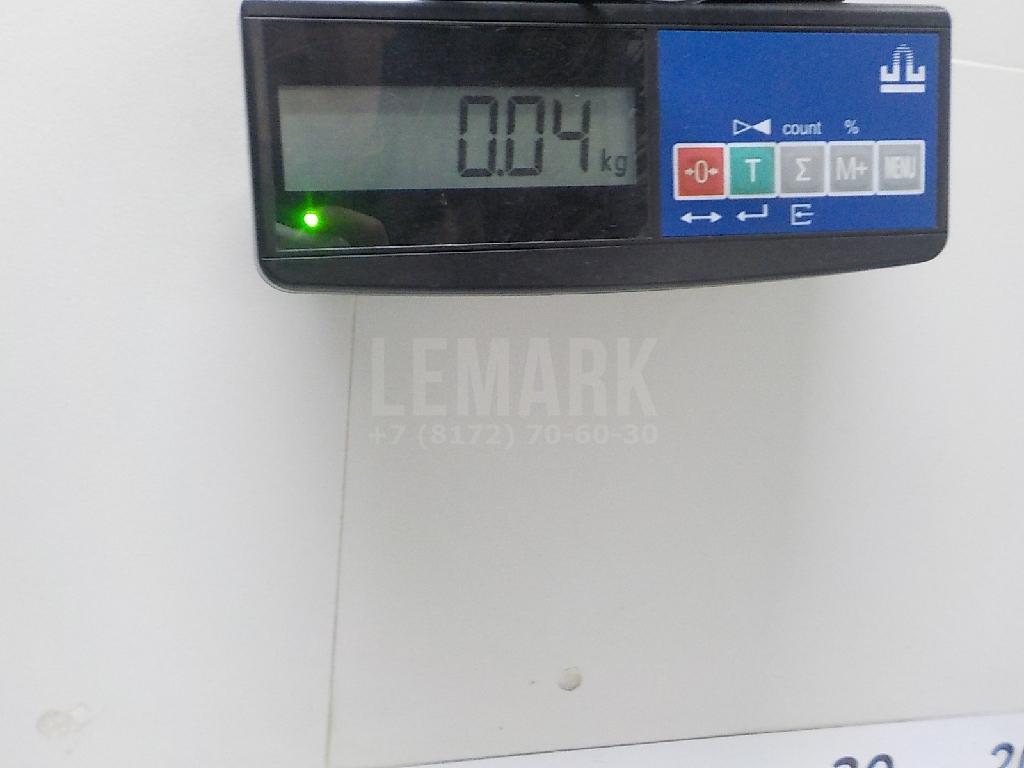 0.04 kg
count %
→0← T Σ M+ MENU
LEMARK
+7 (8172) 70-60-30